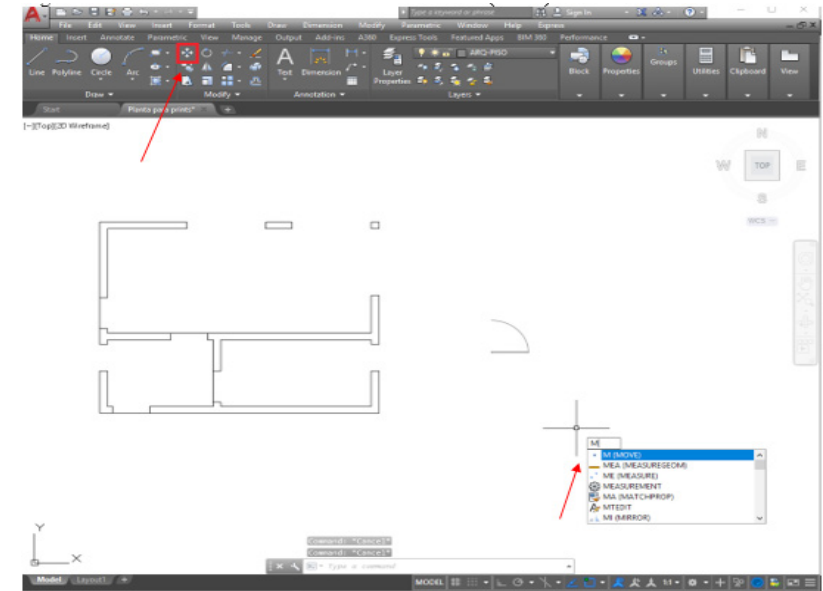 Type a keyword or phrase Sign In
File Edit View Insert Format Tools Draw Dimension Modify Parametric Window Help Express
Home Insert Annotate Parametric View Manage Output Add-ins A360 Express Tools Featured Apps BIM 360 Performance
ARQ-PISO
Line Polyline Circle Arc Text Dimension Layer Properties Block Properties Groups Utilities Clipboard View
Draw Modify Annotation Layers
Start Planta para prints*
[-][Top][2D Wireframe]
N
W TOP E
S
WCS
M
M (MOVE)
MEA (MEASUREGEOM)
ME (MEASURE)
MEASUREMENT
MA (MATCHPROP)
MTEDIT
MI (MIRROR)
Y
X
Command: *Cancel*
Command: *Cancel*
Type a command
Model Layout1 +
MODEL 1:1